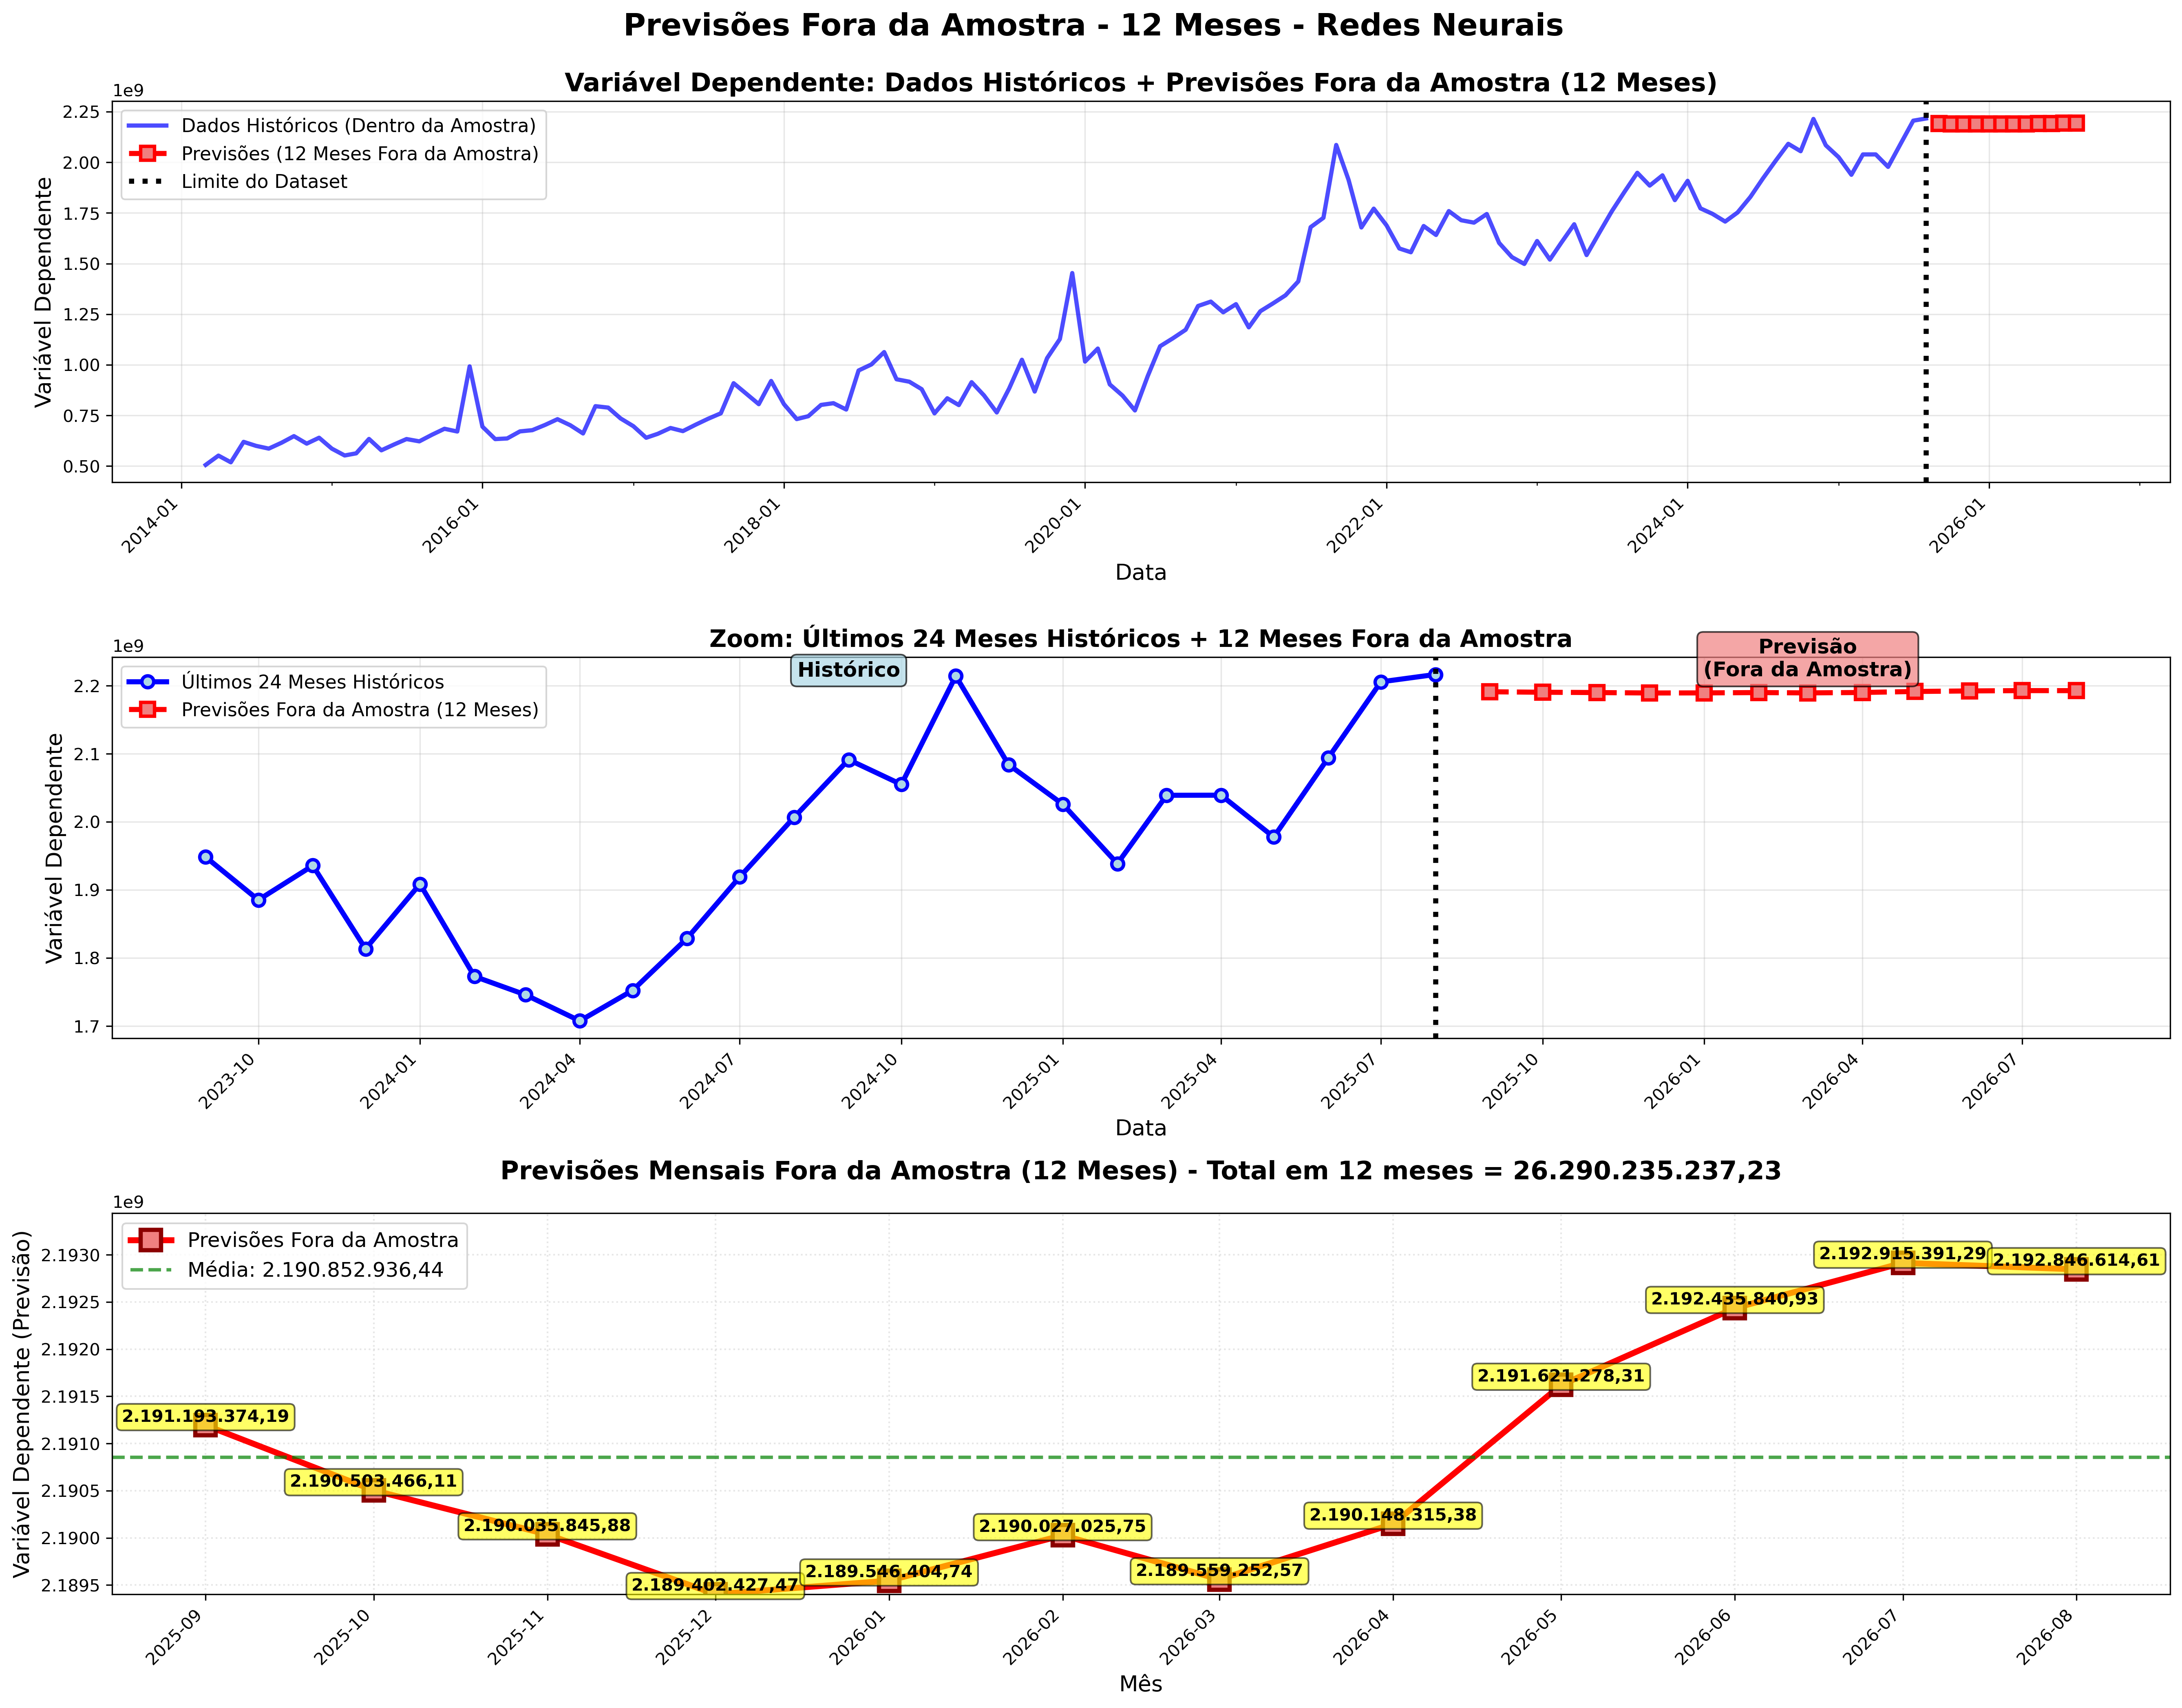 Previsões Fora da Amostra - 12 Meses - Redes Neurais
Variável Dependente: Dados Históricos + Previsões Fora da Amostra (12 Meses)
1e9
Dados Históricos (Dentro da Amostra)
Previsões (12 Meses Fora da Amostra)
Limite do Dataset
Variável Dependente
2.25
2.00
1.75
1.50
1.25
1.00
0.75
0.50
2014-01
2016-01
2018-01
2020-01
2022-01
2024-01
2026-01
Data
Zoom: Últimos 24 Meses Históricos + 12 Meses Fora da Amostra
1e9
Últimos 24 Meses Históricos
Previsões Fora da Amostra (12 Meses)
Histórico
Previsão
(Fora da Amostra)
Variável Dependente
2.2
2.1
2.0
1.9
1.8
1.7
2023-10
2024-01
2024-04
2024-07
2024-10
2025-01
2025-04
2025-07
2025-10
2026-01
2026-04
2026-07
Data
Previsões Mensais Fora da Amostra (12 Meses) - Total em 12 meses = 26.290.235.237,23
1e9
Previsões Fora da Amostra
Média: 2.190.852.936,44
Variável Dependente (Previsão)
2.1930
2.1925
2.1920
2.1915
2.1910
2.1905
2.1900
2.1895
2.191.193.374,19
2.190.503.466,11
2.190.035.845,88
2.189.402.427,47
2.189.546.404,74
2.190.027.025,75
2.189.559.252,57
2.190.148.315,38
2.191.621.278,31
2.192.435.840,93
2.192.915.391,29
2.192.846.614,61
2025-09
2025-10
2025-11
2025-12
2026-01
2026-02
2026-03
2026-04
2026-05
2026-06
2026-07
2026-08
Mês